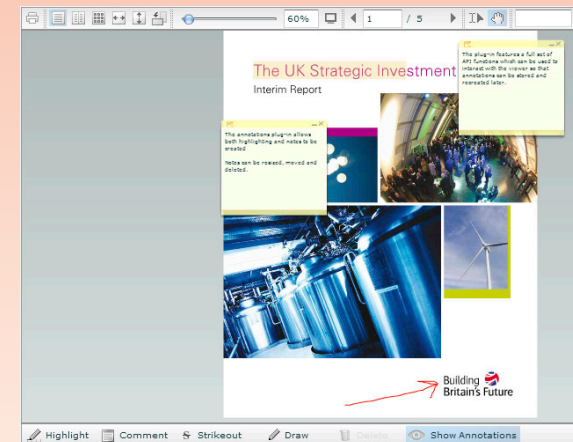 60%
1
/ 5
The UK Strategic Investment
Interim Report
The plug-in features a full set of
API functions which can be used to
interact with the viewer so that
annotations can be stored and
recreated later.
The annotations plug-in allows
both highlighting and notes to be
created
Notes can be resized, moved and
deleted.
Building
Britain's Future
Highlight
Comment
Strikeout
Draw
Delete
Show Annotations